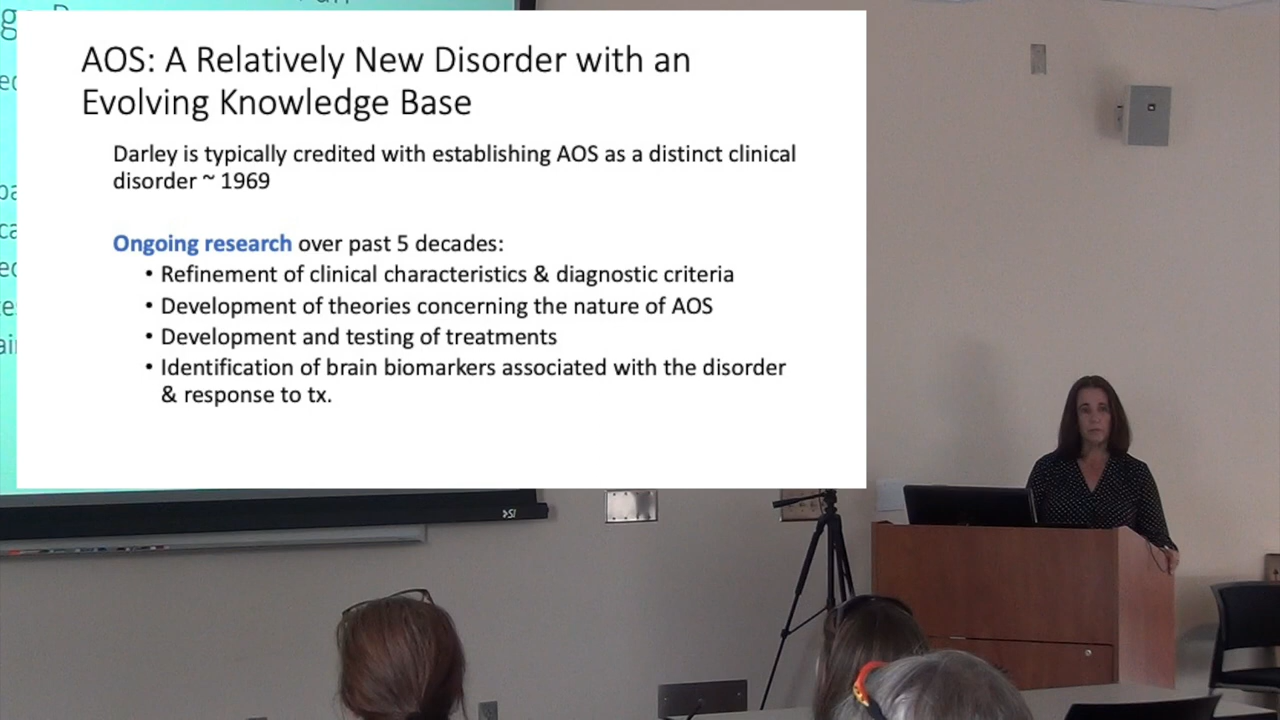 AOS: A Relatively New Disorder with an
Evolving Knowledge Base
Darley is typically credited with establishing AOS as a distinct clinical
disorder ~ 1969
Ongoing research over past 5 decades:
• Refinement of clinical characteristics & diagnostic criteria
• Development of theories concerning the nature of AOS
• Development and testing of treatments
• Identification of brain biomarkers associated with the disorder
& response to tx.